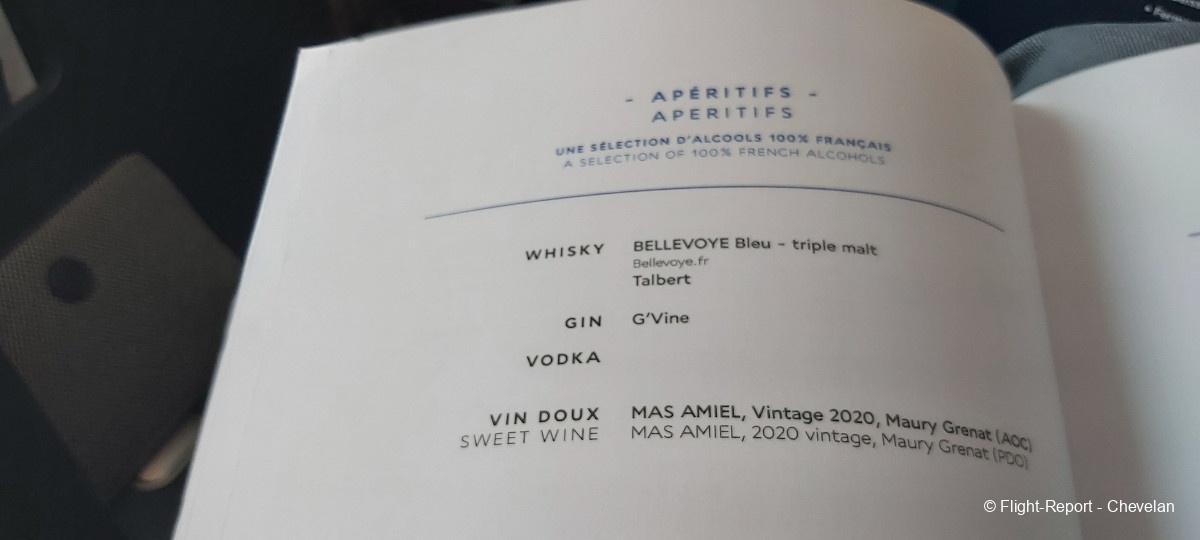 - APÉRITIFS -
APERITIFS
UNE SÉLECTION D'ALCOOLS 100% FRANÇAIS
A SELECTION OF 100% FRENCH ALCOHOLS
WHISKY BELLEVOYE Bleu - triple malt
Bellevoye.fr
Talbert
GIN G'Vine
VODKA
VIN DOUX MAS AMIEL, Vintage 2020, Maury Grenat (AOC)
SWEET WINE MAS AMIEL, 2020 vintage, Maury Grenat (PDO)
© Flight-Report - Chevelan